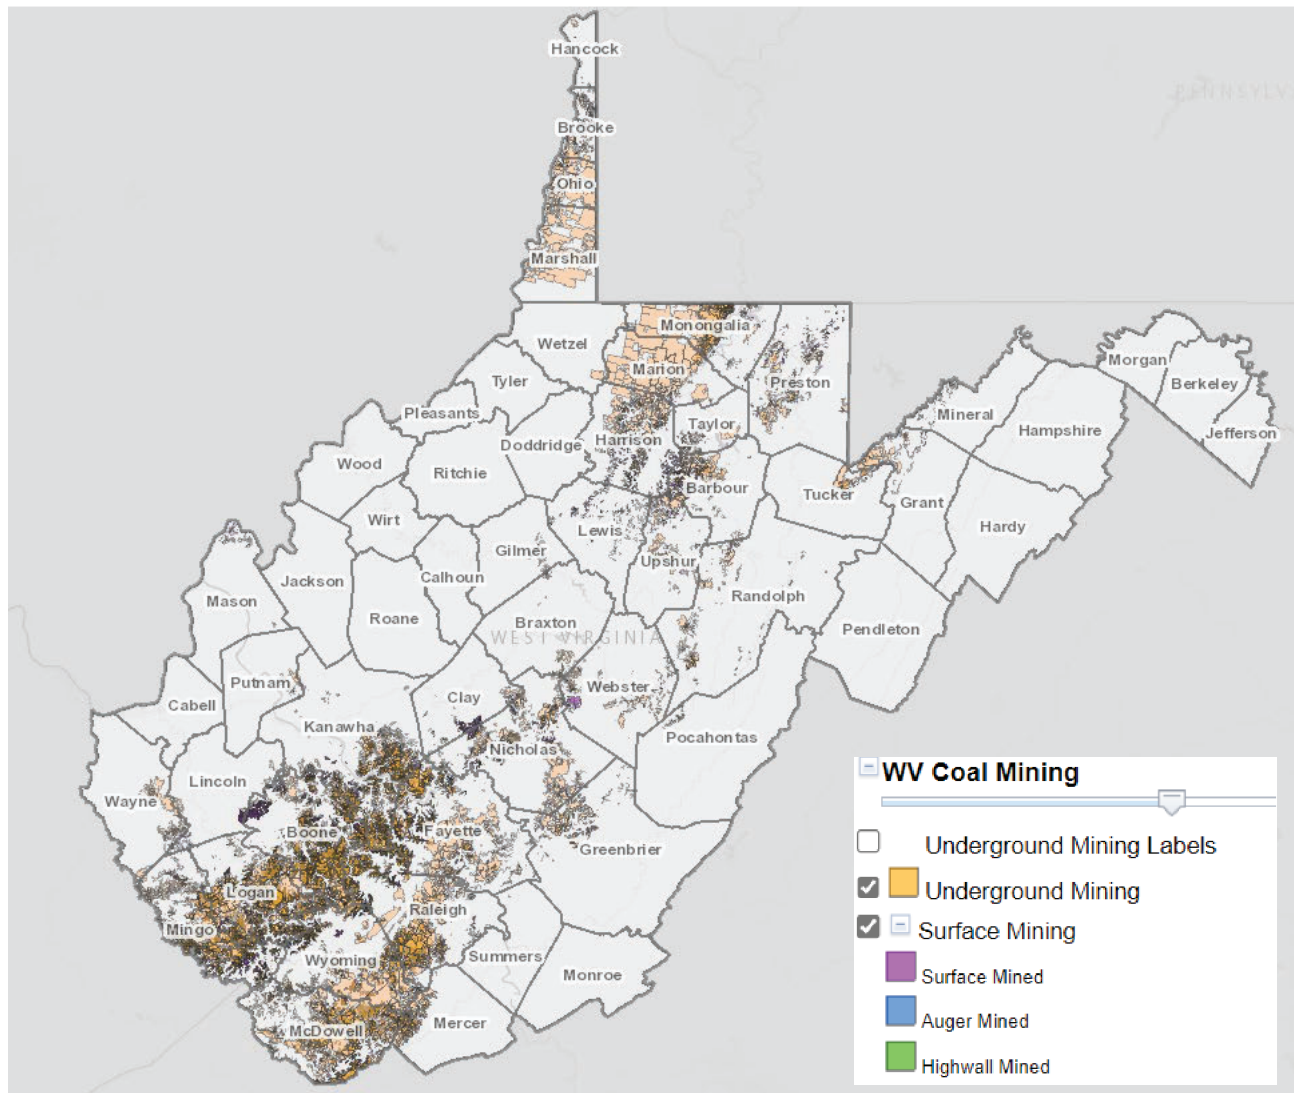 Hancock
PENNSYLV
Brooke
Ohio
Marshall
Monongalia
Wetzel
Marion
Morgan
Tyler
Preston
Berkeley
Pleasants
Mineral
Taylor
Hampshire
Jefferson
Doddridge
Harrison
Wood
Ritchie
Barbour
Tucker
Grant
Wirt
Lewis
Hardy
Gilmer
Upshur
Jackson
Calhoun
Mason
Randolph
Roane
Braxton
Pendleton
WEST VIRGINIA
Putnam
Webster
Clay
Cabell
Kanawha
Pocahontas
Nicholas
Lincoln
Wayne
Boone
Fayette
Greenbrier
Logan
Raleigh
Mingo
Wyoming
Summers
Monroe
McDowell
Mercer
WV Coal Mining
Underground Mining Labels
Underground Mining
Surface Mining
Surface Mined
Auger Mined
Highwall Mined